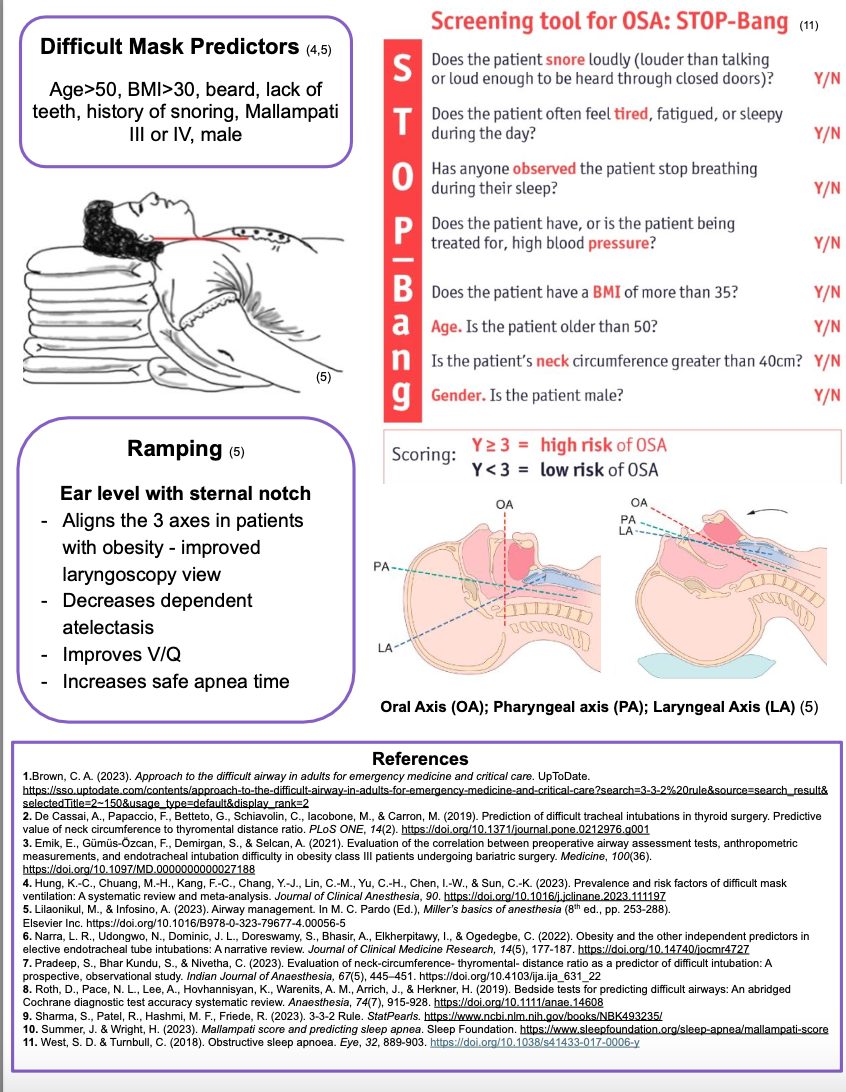 Difficult Mask Predictors (4,5)
Age>50, BMI>30, beard, lack of
teeth, history of snoring, Mallampati
III or IV, male
(5)
Ramping (5)
Ear level with sternal notch
- Aligns the 3 axes in patients
with obesity - improved
laryngoscopy view
- Decreases dependent
atelectasis
- Improves V/Q
- Increases safe apnea time
Screening tool for OSA: STOP-Bang (11)
S
Does the patient snore loudly (louder than talking
or loud enough to be heard through closed doors)? Y/N
T
Does the patient often feel tired, fatigued, or sleepy
during the day? Y/N
O
Has anyone observed the patient stop breathing
during their sleep? Y/N
P
Does the patient have, or is the patient being
treated for, high blood pressure? Y/N
–
B
Does the patient have a BMI of more than 35? Y/N
a
Age. Is the patient older than 50? Y/N
n
Is the patient's neck circumference greater than 40cm? Y/N
g
Gender. Is the patient male? Y/N
Scoring: Y ≥ 3 = high risk of OSA
Y < 3 = low risk of OSA
OA
PA
LA
OA
PA
LA
Oral Axis (OA); Pharyngeal axis (PA); Laryngeal Axis (LA) (5)
References
1.Brown, C. A. (2023). Approach to the difficult airway in adults for emergency medicine and critical care. UpToDate.
https://sso.uptodate.com/contents/approach-to-the-difficult-airway-in-adults-for-emergency-medicine-and-critical-care?search=3-3-2%20rule&source=search_result&
selectedTitle=2~150&usage_type=default&display_rank=2
2. De Cassai, A., Papaccio, F., Betteto, G., Schiavolin, C., Iacobone, M., & Carron, M. (2019). Prediction of difficult tracheal intubations in thyroid surgery. Predictive
value of neck circumference to thyromental distance ratio. PLoS ONE, 14(2). https://doi.org/10.1371/journal.pone.0212976.g001
3. Emik, E., Gümüs-Özcan, F., Demirgan, S., & Selcan, A. (2021). Evaluation of the correlation between preoperative airway assessment tests, anthropometric
measurements, and endotracheal intubation difficulty in obesity class III patients undergoing bariatric surgery. Medicine, 100(36).
https://doi.org/10.1097/MD.0000000000027188
4. Hung, K.-C., Chuang, M.-H., Kang, F.-C., Chang, Y.-J., Lin, C.-M., Yu, C.-H., Chen, I.-W., & Sun, C.-K. (2023). Prevalence and risk factors of difficult mask
ventilation: A systematic review and meta-analysis. Journal of Clinical Anesthesia, 90. https://doi.org/10.1016/j.jclinane.2023.111197
5. Lilaonikul, M., & Infosino, A. (2023). Airway management. In M. C. Pardo (Ed.), Miller's basics of anesthesia (8th ed., pp. 253-288).
Elsevier Inc. https://doi.org/10.1016/B978-0-323-79677-4.00056-5
6. Narra, L. R., Udongwo, N., Dominic, J. L., Doreswamy, S., Bhasir, A., Elkherpitawy, I., & Ogedegbe, C. (2022). Obesity and the other independent predictors in
elective endotracheal tube intubations: A narrative review. Journal of Clinical Medicine Research, 14(5), 177-187. https://doi.org/10.14740/jocmr4727
7. Pradeep, S., Bhar Kundu, S., & Nivetha, C. (2023). Evaluation of neck-circumference- thyromental- distance ratio as a predictor of difficult intubation: A
prospective, observational study. Indian Journal of Anaesthesia, 67(5), 445–451. https://doi.org/10.4103/ija.ija_631_22
8. Roth, D., Pace, N. L., Lee, A., Hovhannisyan, K., Warenits, A. M., Arrich, J., & Herkner, H. (2019). Bedside tests for predicting difficult airways: An abridged
Cochrane diagnostic test accuracy systematic review. Anaesthesia, 74(7), 915-928. https://doi.org/10.1111/anae.14608
9. Sharma, S., Patel, R., Hashmi, M. F., Friede, R. (2023). 3-3-2 Rule. StatPearls. https://www.ncbi.nlm.nih.gov/books/NBK493235/
10. Summer, J. & Wright, H. (2023). Mallampati score and predicting sleep apnea. Sleep Foundation. https://www.sleepfoundation.org/sleep-apnea/mallampati-score
11. West, S. D. & Turnbull, C. (2018). Obstructive sleep apnoea. Eye, 32, 889-903. https://doi.org/10.1038/s41433-017-0006-y